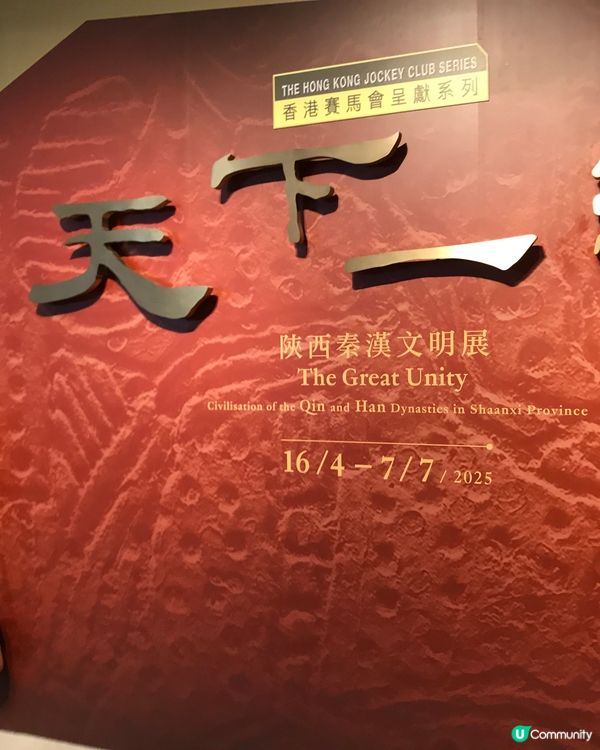 THE HONG KONG JOCKEY CLUB SERIES
香港賽馬會呈獻系列
天下一
陝西秦漢文明展
The Great Unity
Civilisation of the Qin and Han Dynasties in Shaanxi Province
16/4 – 7/7/2025
U Community